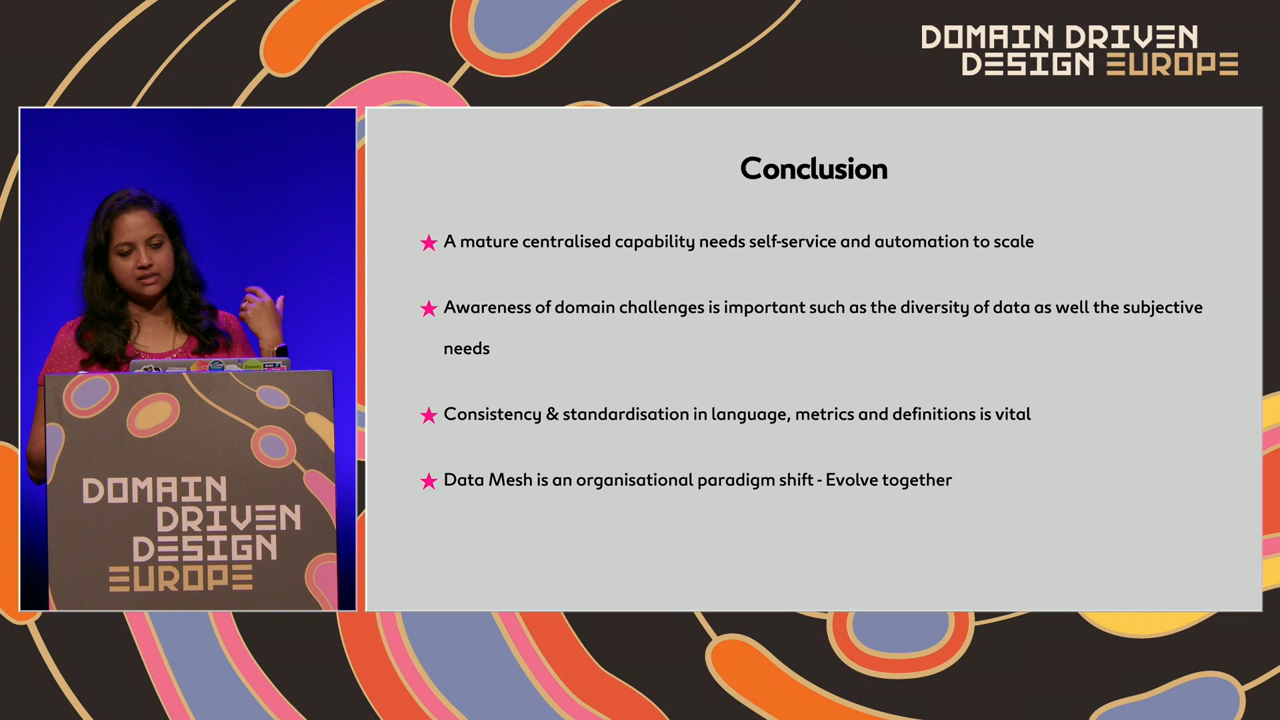 DOMAIN DRIVEN
DESIGN EUROPE
Conclusion
★ A mature centralised capability needs self-service and automation to scale
★ Awareness of domain challenges is important such as the diversity of data as well the subjective
needs
★ Consistency & standardisation in language, metrics and definitions is vital
★ Data Mesh is an organisational paradigm shift - Evolve together
DOMAIN
DRIVEN
DESIGN
EUROPE